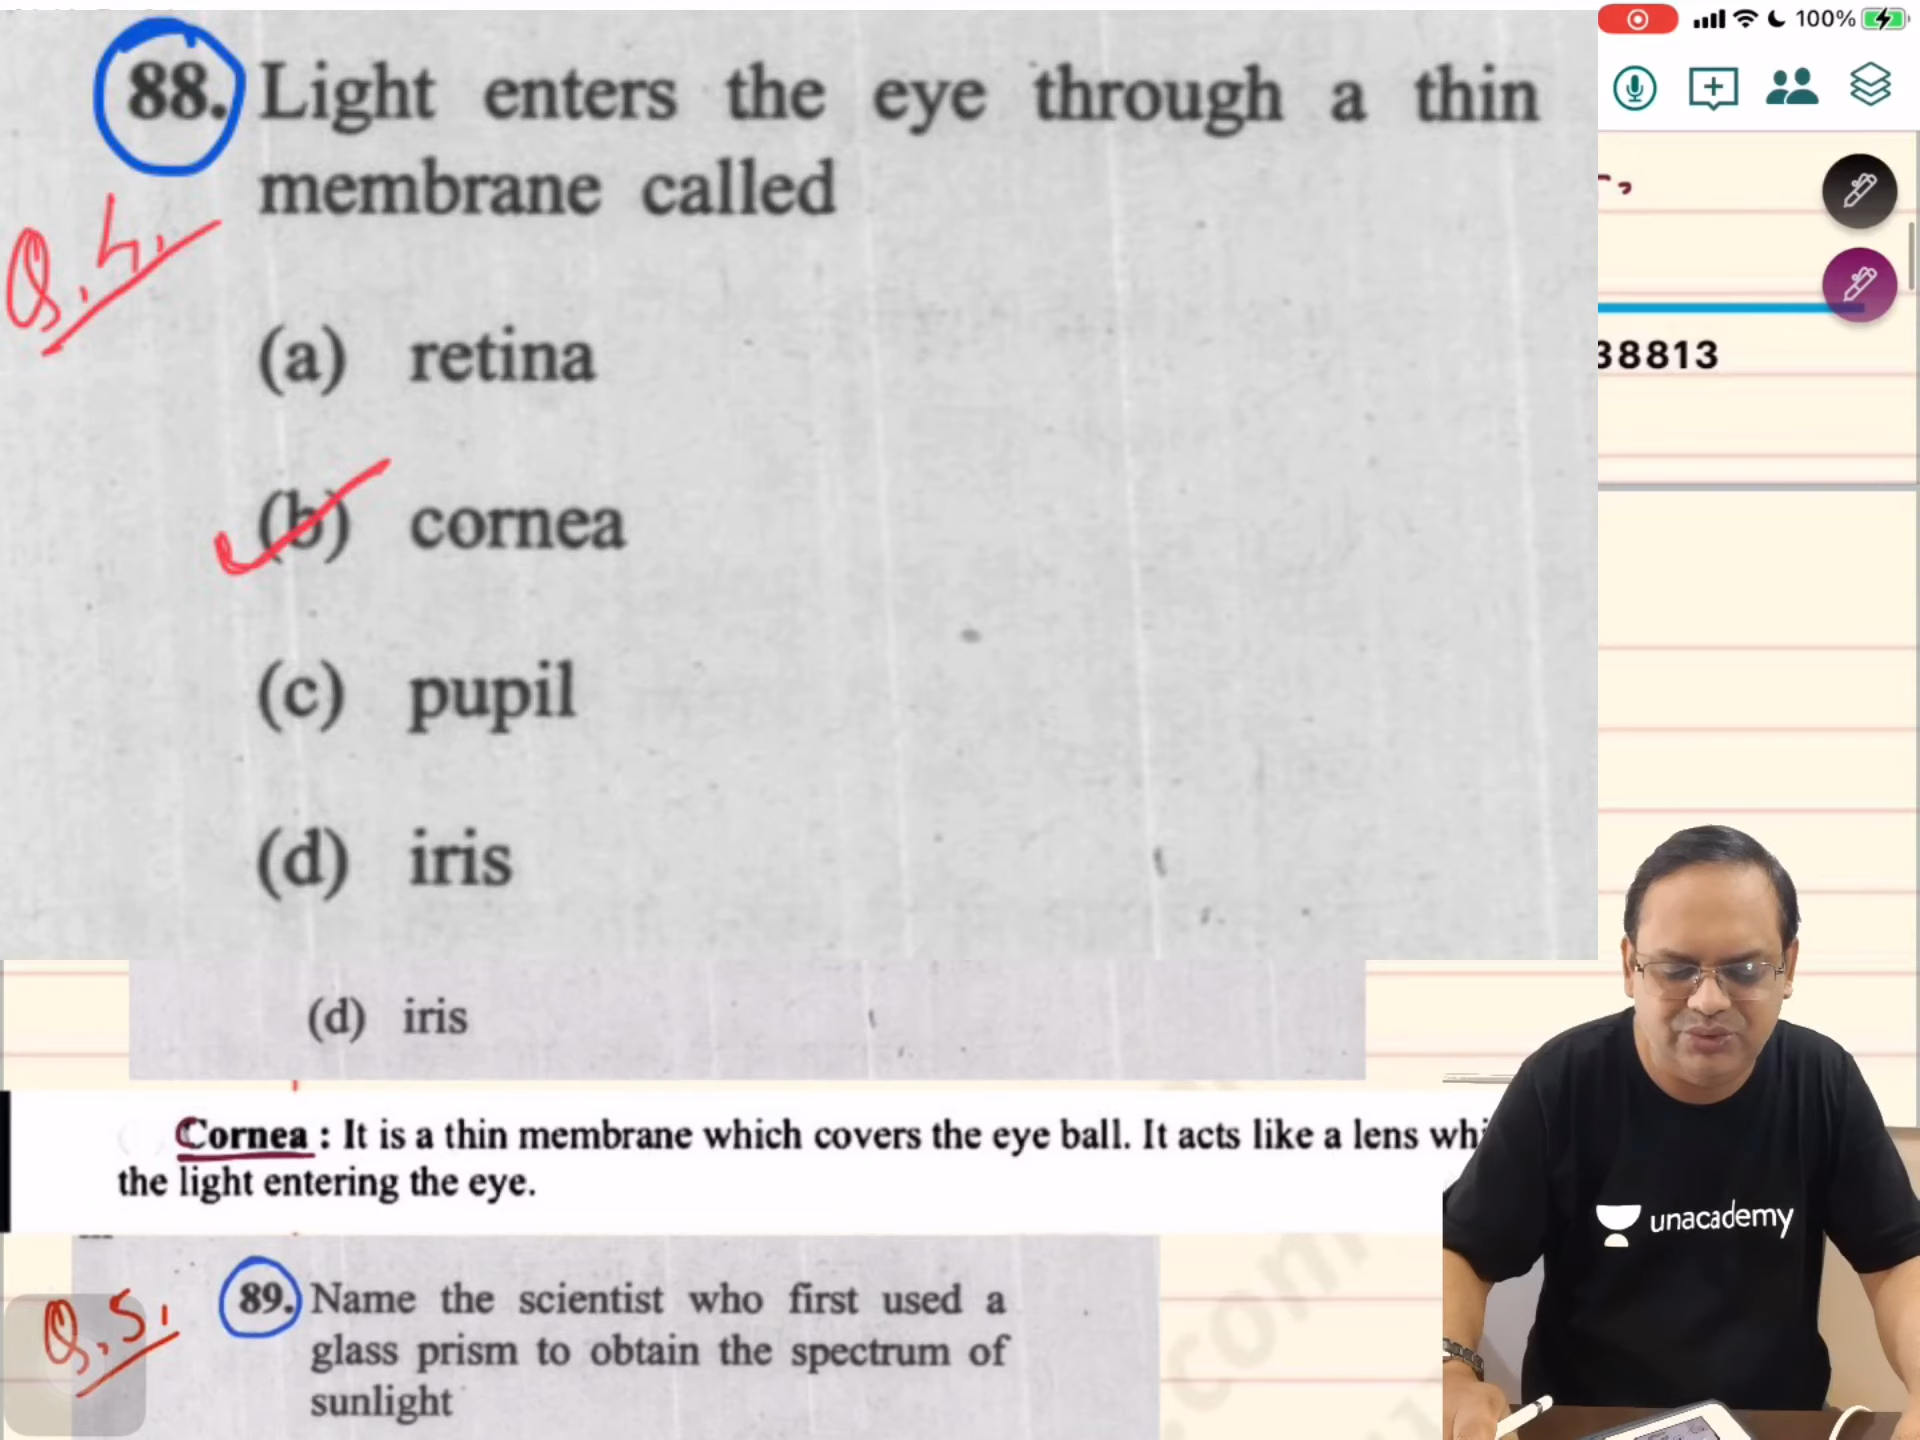 100%
88. Light enters the eye through a thin
membrane called
Q.4.
(a) retina
38813
(b) cornea
(c) pupil
(d) iris
(d) iris
Cornea : It is a thin membrane which covers the eye ball. It acts like a lens whi
the light entering the eye.
unacademy
Q.5.
89. Name the scientist who first used a
glass prism to obtain the spectrum of
sunlight
.com